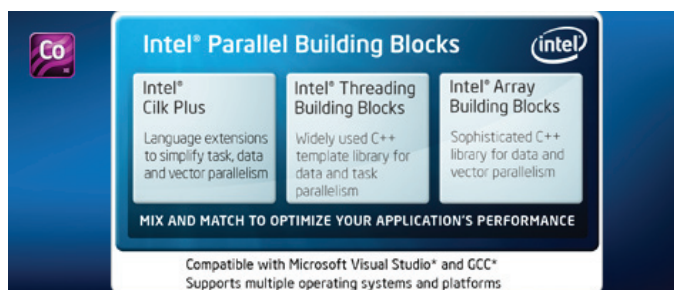 Co
Intel® Parallel Building Blocks
intel®
Intel®
Cilk Plus
Language extensions
to simplify task, data
and vector parallelism
Intel® Threading
Building Blocks
Widely used C++
template library for
data and task
parallelism
Intel® Array
Building Blocks
Sophisticated C++
library for data and
vector parallelism
MIX AND MATCH TO OPTIMIZE YOUR APPLICATION'S PERFORMANCE
Compatible with Microsoft Visual Studio* and GCC*
Supports multiple operating systems and platforms